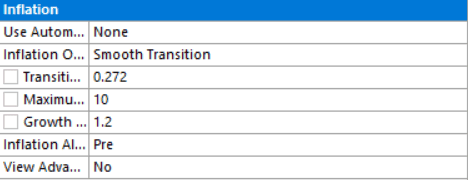 Inflation
Use Autom... None
Inflation O... Smooth Transition
Transiti... 0.272
Maximu... 10
Growth ... 1.2
Inflation Al... Pre
View Adva... No